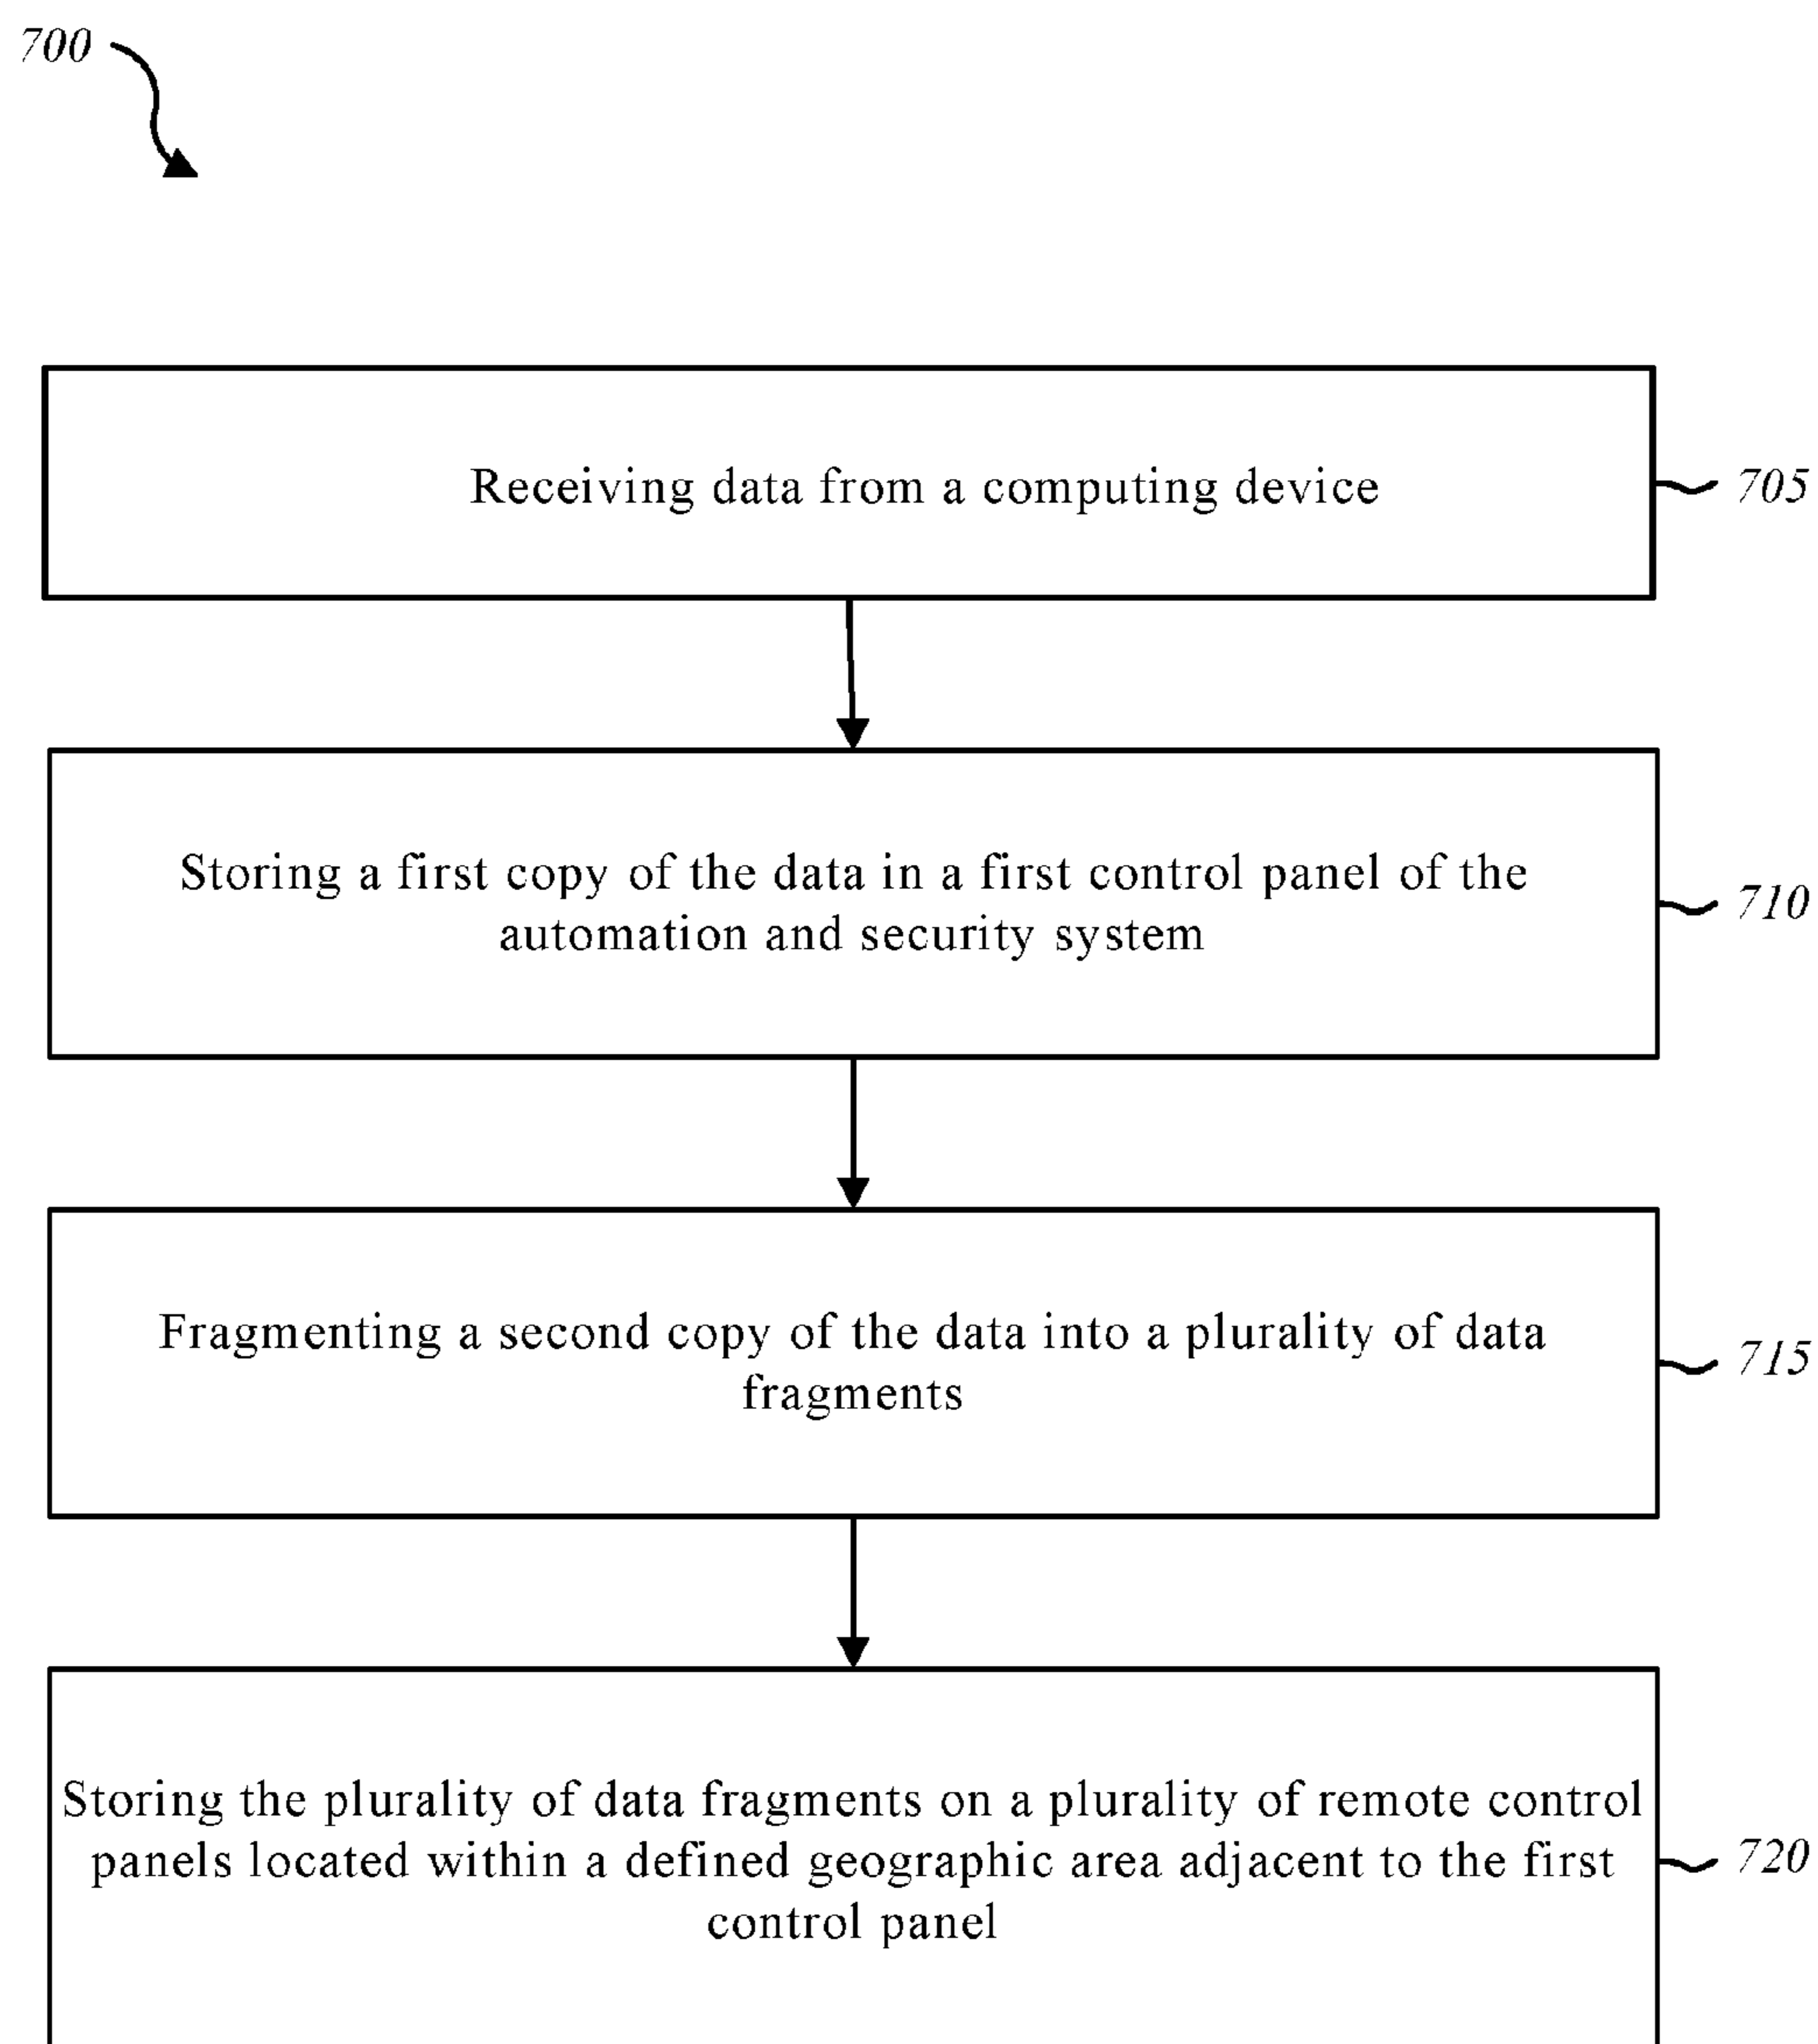 700
Receiving data from a computing device
705
Storing a first copy of the data in a first control panel of the
automation and security system
710
Fragmenting a second copy of the data into a plurality of data
fragments
715
Storing the plurality of data fragments on a plurality of remote control
panels located within a defined geographic area adjacent to the first
control panel
720